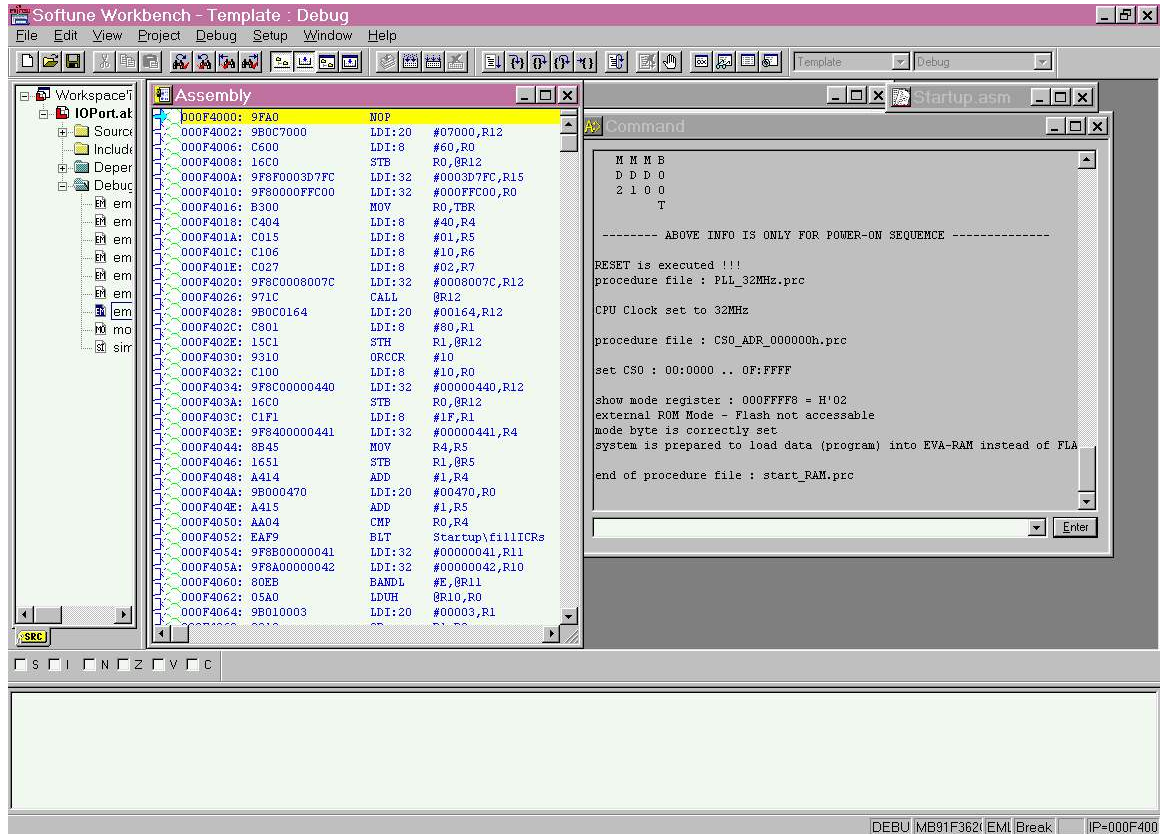 Softune Workbench - Template : Debug
File Edit View Project Debug Setup Window Help
Template Debug
Workspace'T
IOPort.ab
Source
Include
Deper
Debug
em
em
em
em
em
em
em
mo
sim
SRC
Assembly
000F4000: 9FA0 NOP
000F4002: 9B0C7000 LDI:20 #07000,R12
000F4006: C600 LDI:8 #60,R0
000F4008: 16C0 STB R0,@R12
000F400A: 9F8F0003D7FC LDI:32 #0003D7FC,R15
000F4010: 9F80000FFC00 LDI:32 #000FFC00,R0
000F4016: B300 MOV R0,TBR
000F4018: C404 LDI:8 #40,R4
000F401A: C015 LDI:8 #01,R5
000F401C: C106 LDI:8 #10,R6
000F401E: C027 LDI:8 #02,R7
000F4020: 9F8C0008007C LDI:32 #0008007C,R12
000F4026: 971C CALL @R12
000F4028: 9B0C0164 LDI:20 #00164,R12
000F402C: C801 LDI:8 #80,R1
000F402E: 15C1 STH R1,@R12
000F4030: 9310 ORCCR #10
000F4032: C100 LDI:8 #10,R0
000F4034: 9F8C00000440 LDI:32 #00000440,R12
000F403A: 16C0 STB R0,@R12
000F403C: C1F1 LDI:8 #1F,R1
000F403E: 9F8400000441 LDI:32 #00000441,R4
000F4044: 8B45 MOV R4,R5
000F4046: 1651 STB R1,@R5
000F4048: A414 ADD #1,R4
000F404A: 9B000470 LDI:20 #00470,R0
000F404E: A415 ADD #1,R5
000F4050: AA04 CMP R0,R4
000F4052: EAF9 BLT Startup\fillICRs
000F4054: 9F8B00000041 LDI:32 #00000041,R11
000F405A: 9F8A00000042 LDI:32 #00000042,R10
000F4060: 80EB BANDL #E,@R11
000F4062: 05A0 LDUH @R10,R0
000F4064: 9B010003 LDI:20 #00003,R1
Startup.asm
Command
M M M B
D D D O
2 1 0 0
T
-------- ABOVE INFO IS ONLY FOR POWER-ON SEQUEMCE --------------
RESET is executed !!!
procedure file : PLL_32MHz.prc
CPU Clock set to 32MHz
procedure file : CS0_ADR_000000h.prc
set CS0 : 00:0000 .. 0F:FFFF
show mode register : 000FFFF8 = H'02
external ROM Mode - Flash not accessable
mode byte is correctly set
system is prepared to load data (program) into EVA-RAM instead of FLA
end of procedure file : start_RAM.prc
Enter
S I N Z V C
DEBU MB91F362( EML Break IP=000F400